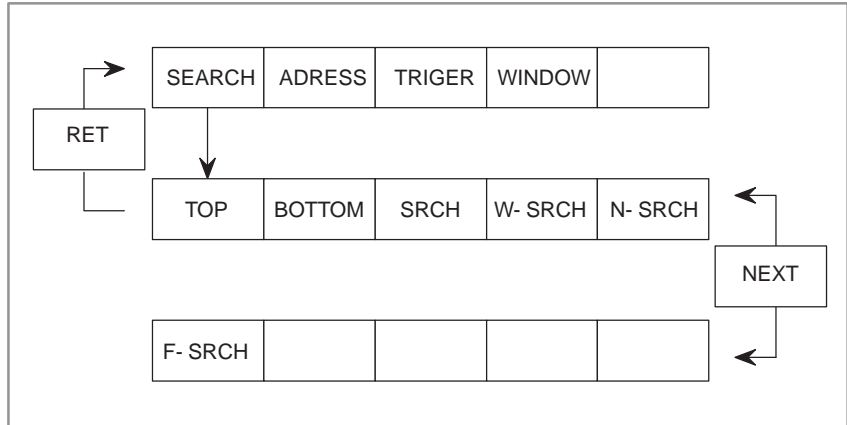 SEARCH ADRESS TRIGER WINDOW
RET
TOP BOTTOM SRCH W- SRCH N- SRCH
NEXT
F- SRCH